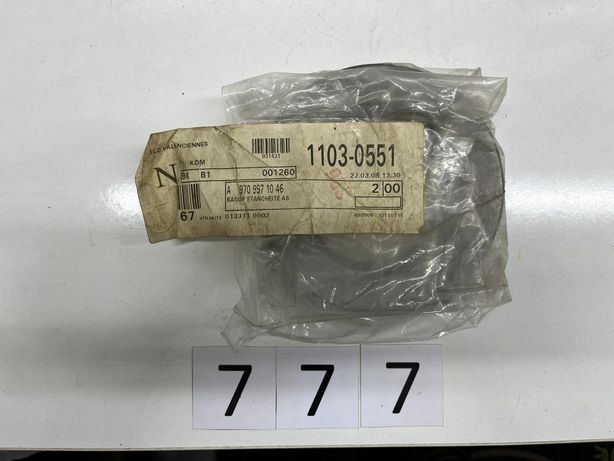 ELC VALENCIENNES
N KDM 931431 1103-0551
BK B1 001260 27.03.08 13:30
A 970 997 10 46 2 00
BAGUE ETANCHEITE AS
67 013311 0002
7 7 7